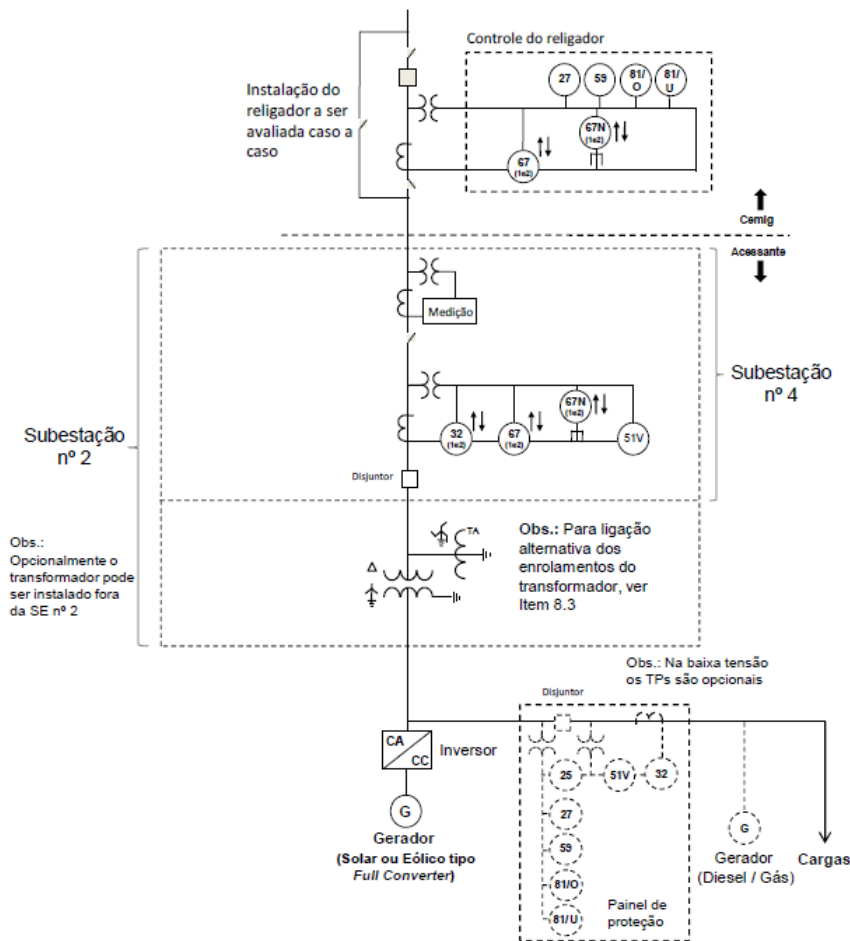 Controle do religador
Instalação do
religador a ser
avaliada caso a
caso
27
59
81/
O
81/
U
67N
(1e2)
67
(1e2)
Cemig
Acessante
Medição
Subestação
nº 4
Subestação
nº 2
32
(1e2)
67
(1e2)
67N
(1e2)
51V
Disjuntor
Obs.:
Opcionalmente o
transformador pode
ser instalado fora
da SE nº 2
TA
Δ
Obs.: Para ligação
alternativa dos
enrolamentos do
transformador, ver
Item 8.3
Obs.: Na baixa tensão
os TPs são opcionais
Disjuntor
CA
CC
Inversor
G
Gerador
(Solar ou Eólico tipo
Full Converter)
25
51V
32
27
59
81/O
81/U
Painel de
proteção
G
Gerador
(Diesel / Gás)
Cargas